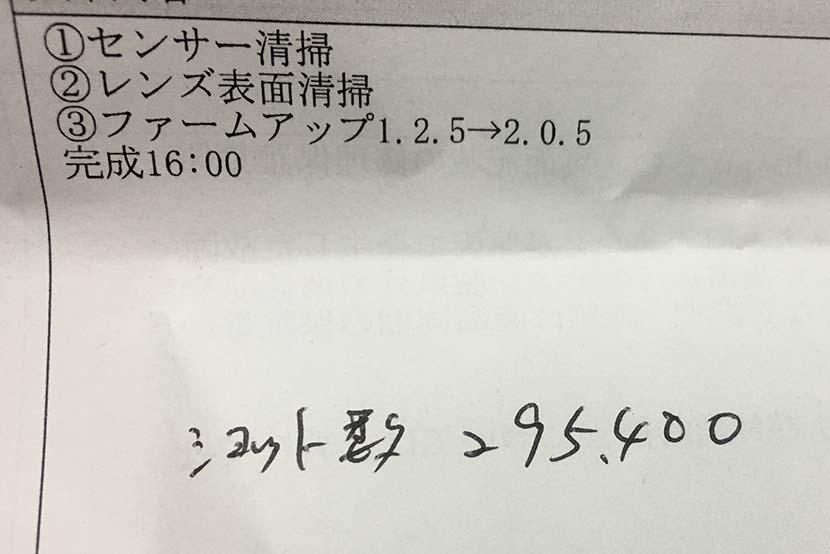 ①センサー清掃
②レンズ表面清掃
③ファームアップ1.2.5→2.0.5
完成16:00
ショット数 295.400